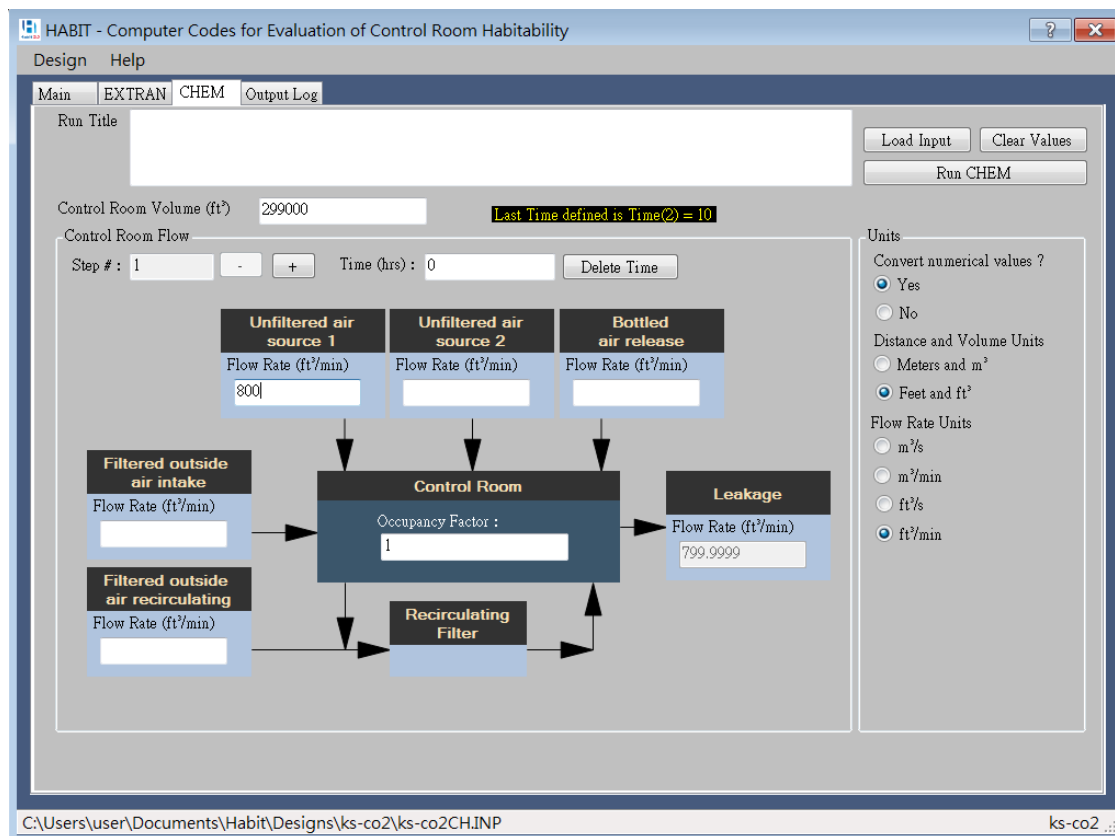 HABIT - Computer Codes for Evaluation of Control Room Habitability
Design Help
Main EXTRAN CHEM Output Log
Run Title
Load Input Clear Values
Run CHEM
Control Room Volume (ft³) 299000
Last Time defined is Time(2) = 10
Control Room Flow
Step # : 1 - + Time (hrs) : 0 Delete Time
Unfiltered air
source 1
Flow Rate (ft³/min)
800
Unfiltered air
source 2
Flow Rate (ft³/min)
Bottled
air release
Flow Rate (ft³/min)
Filtered outside
air intake
Flow Rate (ft³/min)
Control Room
Occupancy Factor :
1
Leakage
Flow Rate (ft³/min)
799.9999
Filtered outside
air recirculating
Flow Rate (ft³/min)
Recirculating
Filter
Units
Convert numerical values ?
Yes
No
Distance and Volume Units
Meters and m³
Feet and ft³
Flow Rate Units
m³/s
m³/min
ft³/s
ft³/min
C:\Users\user\Documents\Habit\Designs\ks-co2\ks-co2CH.INP ks-co2